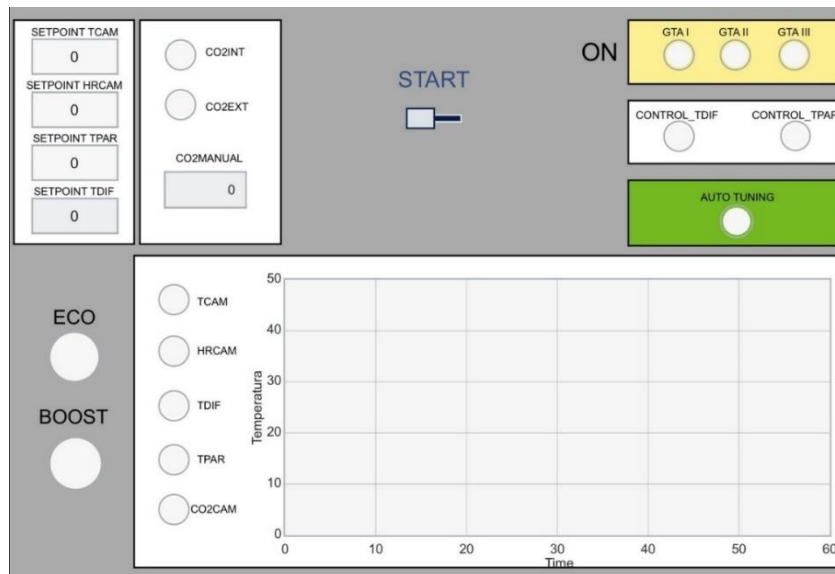 SETPOINT TCAM
0
SETPOINT HRCAM
0
SETPOINT TPAR
0
SETPOINT TDIF
0
CO2INT
CO2EXT
CO2MANUAL
0
START
ON
GTA I GTA II GTA III
CONTROL_TDIF CONTROL_TPAR
AUTO TUNING
ECO
BOOST
TCAM
HRCAM
TDIF
TPAR
CO2CAM
Temperatura
50
40
30
20
10
0
0 10 20 30 40 50 60
Time